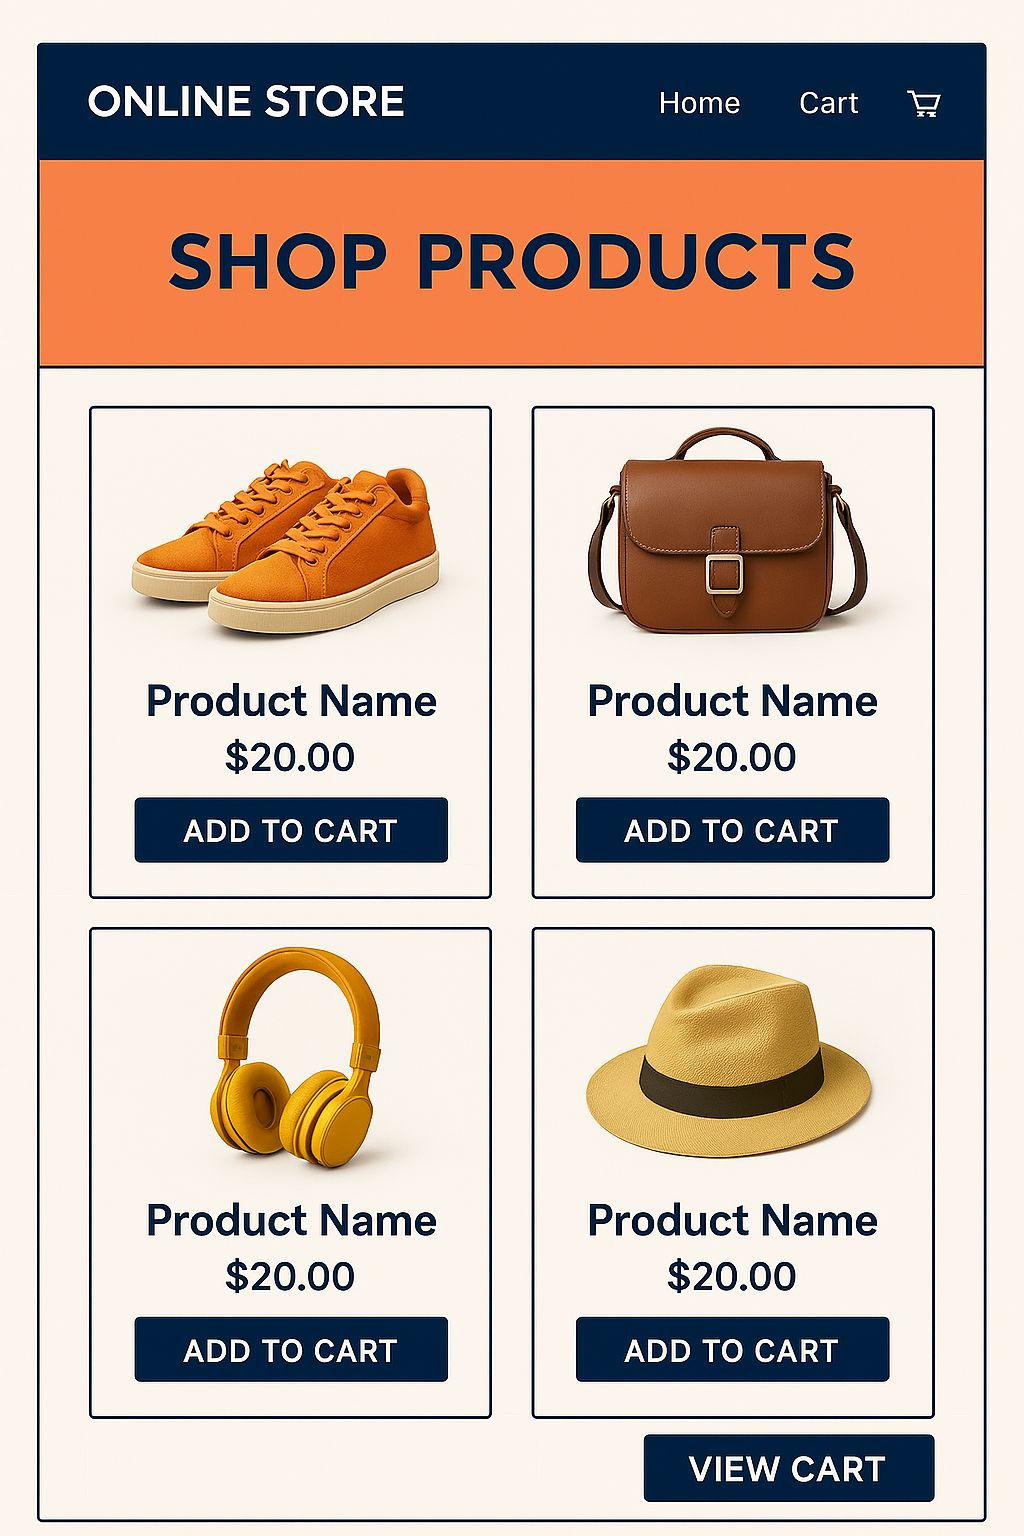 ONLINE STORE
Home Cart
SHOP PRODUCTS
Product Name
$20.00
ADD TO CART
Product Name
$20.00
ADD TO CART
Product Name
$20.00
ADD TO CART
Product Name
$20.00
ADD TO CART
VIEW CART